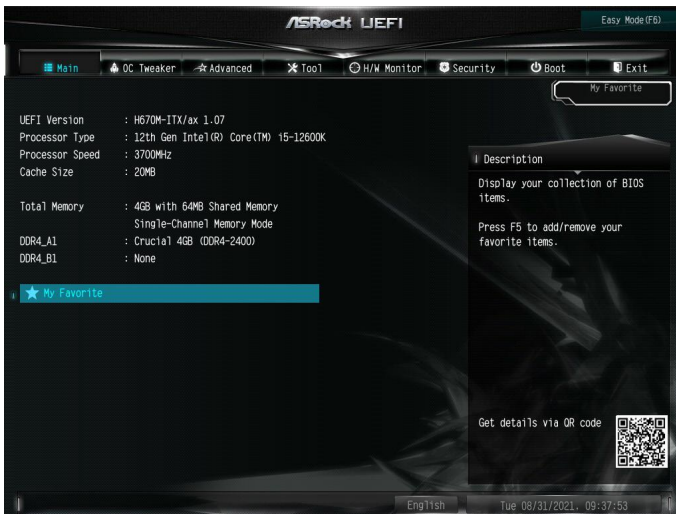 ASRock UEFI
Easy Mode(F6)
Main OC Tweaker Advanced Tool H/W Monitor Security Boot Exit
My Favorite
UEFI Version : H670M-ITX/ax 1.07
Processor Type : 12th Gen Intel(R) Core(TM) i5-12600K
Processor Speed : 3700MHz
Cache Size : 20MB
Total Memory : 4GB with 64MB Shared Memory
Single-Channel Memory Mode
DDR4_A1 : Crucial 4GB (DDR4-2400)
DDR4_B1 : None
My Favorite
Description
Display your collection of BIOS
items.
Press F5 to add/remove your
favorite items.
Get details via QR code
English
Tue 08/31/2021. 09:37:53